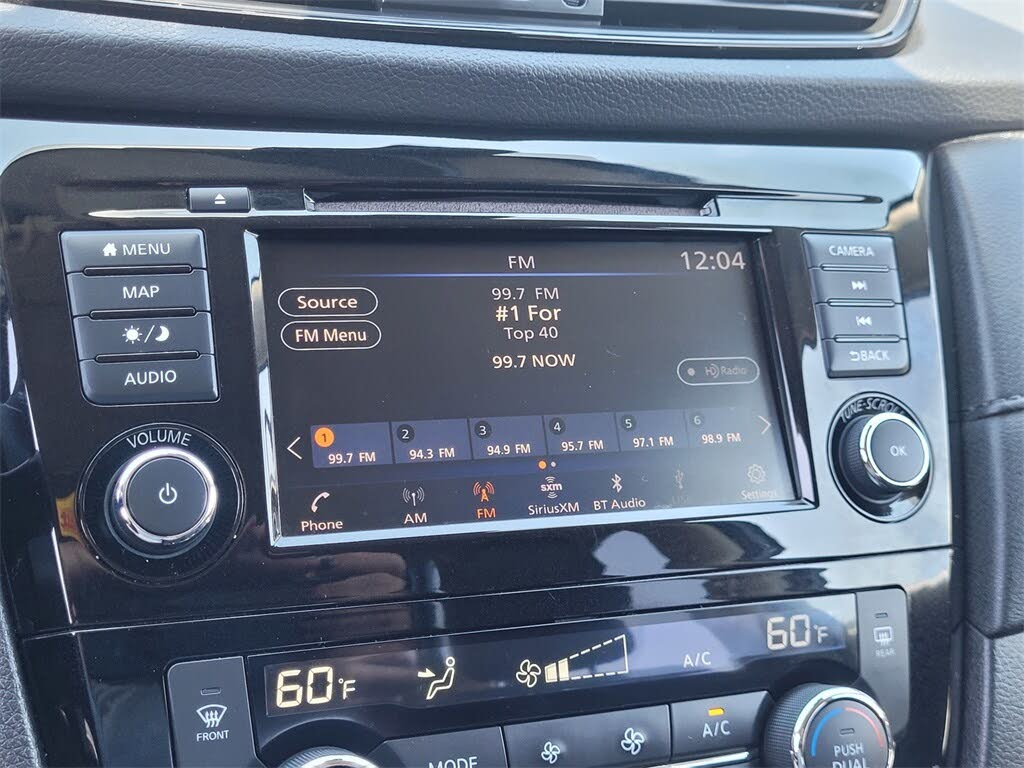 MENU
MAP
AUDIO
VOLUME
FM
12:04
Source
FM Menu
99.7 FM
#1 For
Top 40
99.7 NOW
HD Radio
1
99.7 FM
2
94.3 FM
3
94.9 FM
4
95.7 FM
5
97.1 FM
6
98.9 FM
Phone
AM
FM
sxm
SiriusXM
BT Audio
USB
Settings
CAMERA
BACK
TUNE-SCROLL
OK
60°F
A/C
60°F
FRONT
REAR
MODE
A/C
PUSH
DUAL